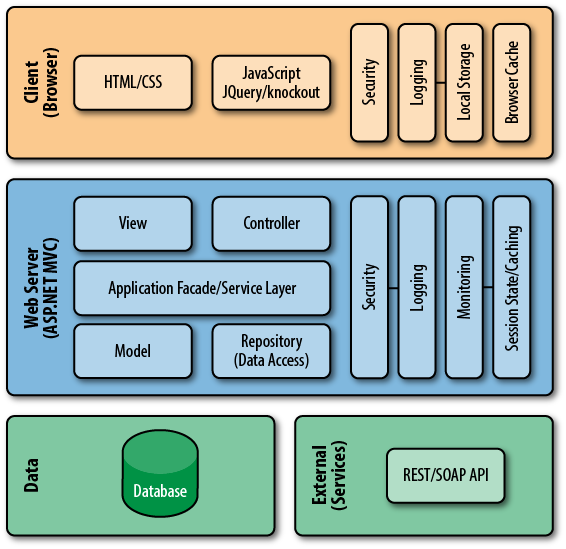 Client
(Browser)
HTML/CSS
JavaScript
JQuery/knockout
Security
Logging
Local Storage
Browser Cache
Web Server
(ASP.NET MVC)
View
Controller
Application Facade/Service Layer
Model
Repository
(Data Access)
Security
Logging
Monitoring
Session State/Caching
Data
Database
External
(Services)
REST/SOAP API